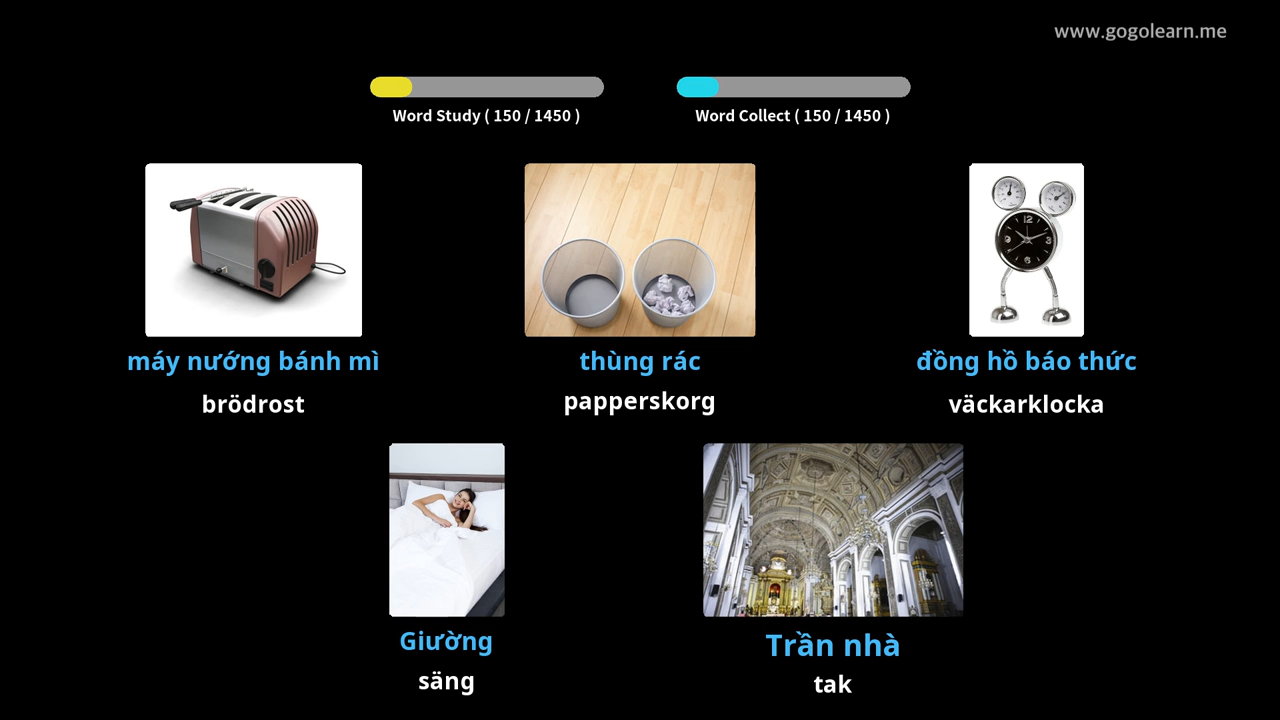 www.gogolearn.me
Word Study ( 150 / 1450 )
Word Collect ( 150 / 1450 )
máy nướng bánh mì
brödrost
thùng rác
papperskorg
đồng hồ báo thức
väckarklocka
Giường
säng
Trần nhà
tak